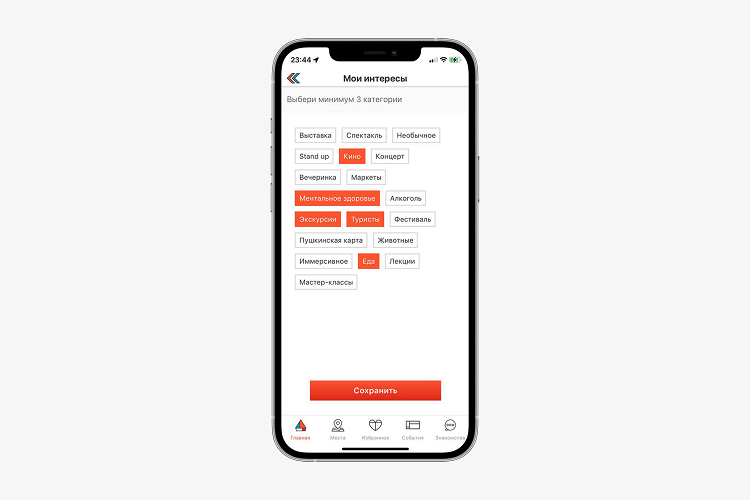 23:44
Мои интересы
Выбери минимум 3 категории
Выставка Спектакль Необычное
Stand up Кино Концерт
Вечеринка Маркеты
Ментальное здоровье Алкоголь
Экскурсии Туристы Фестиваль
Пушкинская карта Животные
Иммерсивное Еда Лекции
Мастер-классы
Сохранить
Главная Места Избранное События Знакомства